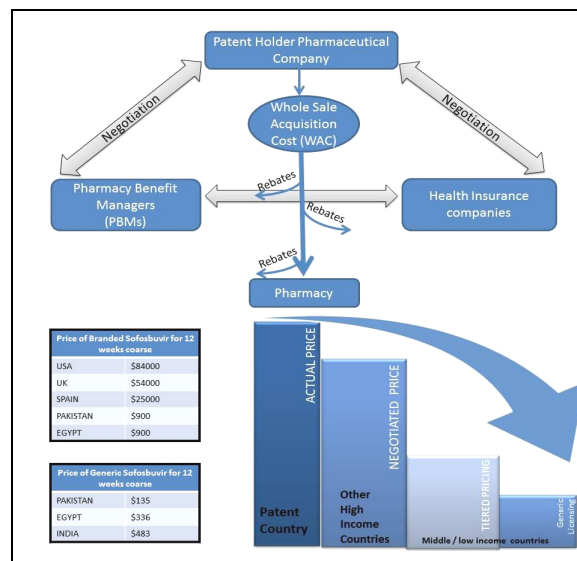 Patent Holder Pharmaceutical
Company
Negotiation
Negotiation
Whole Sale
Acquisition
Cost (WAC)
Pharmacy Benefit
Managers
(PBMs)
Rebates
Rebates
Health Insurance
companies
Rebates
Pharmacy
Price of Branded Sofosbuvir for 12
weeks coarse
USA $84000
UK $54000
SPAIN $25000
PAKISTAN $900
EGYPT $900
Price of Generic Sofosbuvir for 12
weeks coarse
PAKISTAN $135
EGYPT $336
INDIA $483
ACTUAL PRICE
Patent
Country
NEGOTIATED PRICE
Other
High
Income
Countries
TIERED PRICING
Generic
Licensing
Middle / low income countries